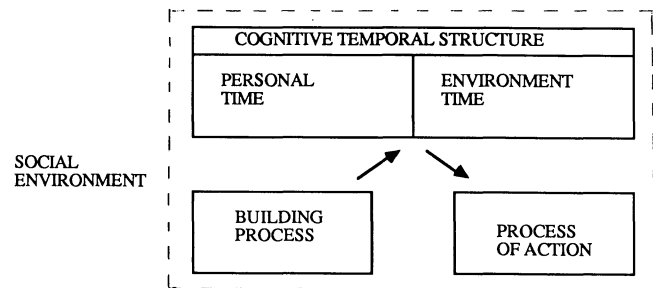 COGNITIVE TEMPORAL STRUCTURE
PERSONAL
TIME
ENVIRONMENT
TIME
SOCIAL
ENVIRONMENT
BUILDING
PROCESS
PROCESS
OF ACTION